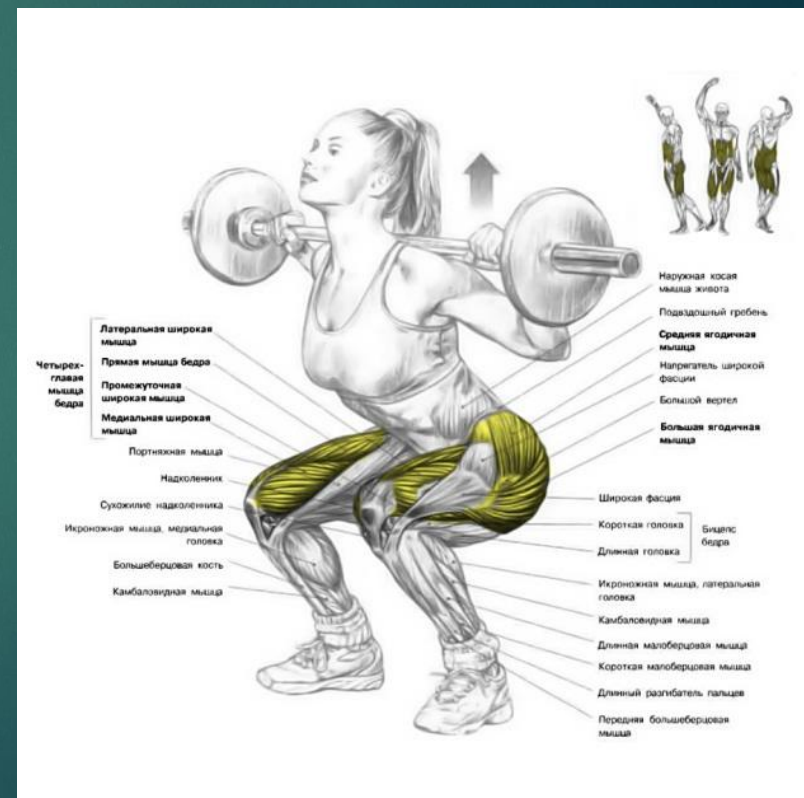 Четырех-
главая
мышца
бедра
Латеральная широкая
мышца
Прямая мышца бедра
Промежуточная
широкая мышца
Медиальная широкая
мышца
Портняжная мышца
Надколенник
Сухожилие надколенника
Икроножная мышца, медиальная
головка
Большеберцовая кость
Камбаловидная мышца
Наружная косая
мышца живота
Подвздошный гребень
Средняя ягодичная
мышца
Напрягатель широкой
фасции
Большой вертел
Большая ягодичная
мышца
Широкая фасция
Короткая головка
Длинная головка
Бицепс
бедра
Икроножная мышца, латеральная
головка
Камбаловидная мышца
Длинная малоберцовая мышца
Короткая малоберцовая мышца
Длинный разгибатель пальцев
Передняя большеберцовая
мышца